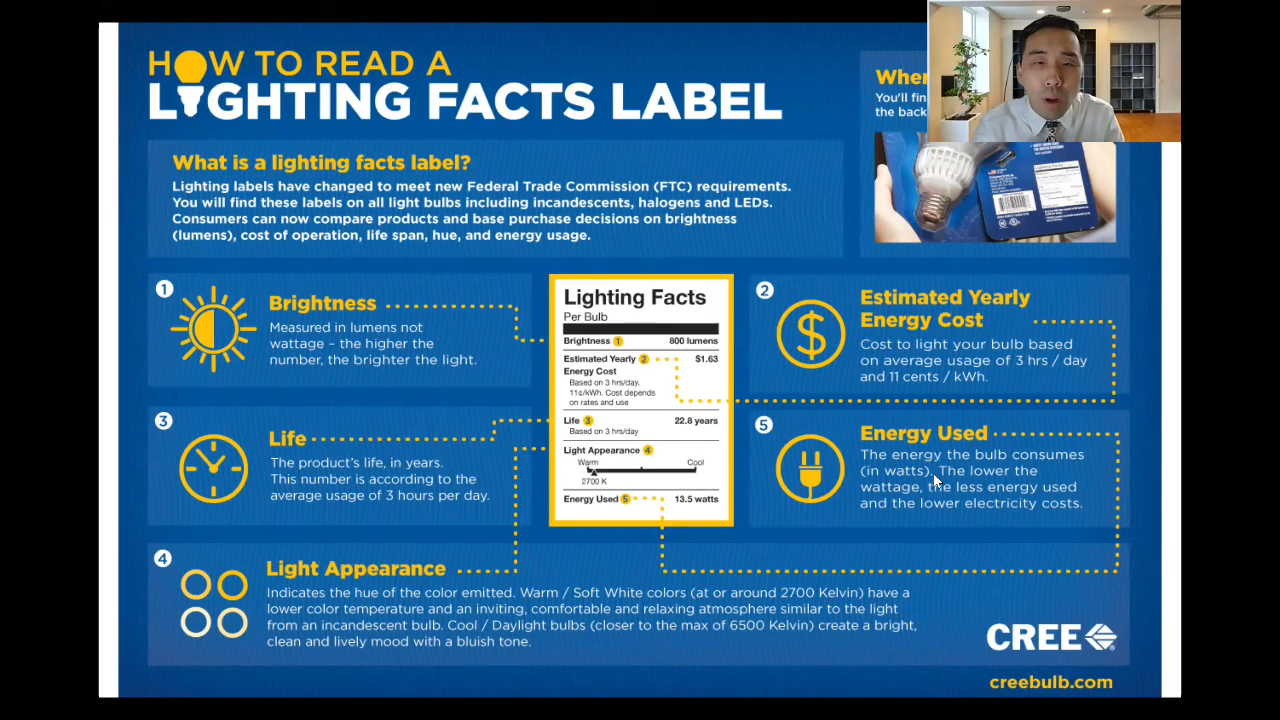 HOW TO READ A
LIGHTING FACTS LABEL
What is a lighting facts label?
Lighting labels have changed to meet new Federal Trade Commission (FTC) requirements.
You will find these labels on all light bulbs including incandescents, halogens and LEDs.
Consumers can now compare products and base purchase decisions on brightness
(lumens), cost of operation, life span, hue, and energy usage.
You'll
the back
Lighting Facts
1
Brightness
Measured in lumens not
wattage – the higher the
number, the brighter the light.
Lighting Facts
Per Bulb
Brightness 1 800 lumens
Estimated Yearly 2 $1.63
Energy Cost
Based on 3 hrs/day,
11¢/kWh. Cost depends
on rates and use
Life 3 22.8 years
Based on 3 hrs/day
Light Appearance 4
Warm Cool
2700 K
Energy Used 5 13.5 watts
2
Estimated Yearly
Energy Cost
Cost to light your bulb based
on average usage of 3 hrs / day
and 11 cents / kWh.
3
Life
The product's life, in years.
This number is according to the
average usage of 3 hours per day.
5
Energy Used
The energy the bulb consumes
(in watts). The lower the
wattage, the less energy used
and the lower electricity costs.
4
Light Appearance
Indicates the hue of the color emitted. Warm / Soft White colors (at or around 2700 Kelvin) have a
lower color temperature and an inviting, comfortable and relaxing atmosphere similar to the light
from an incandescent bulb. Cool / Daylight bulbs (closer to the max of 6500 Kelvin) create a bright,
clean and lively mood with a bluish tone.
CREE
creebulb.com